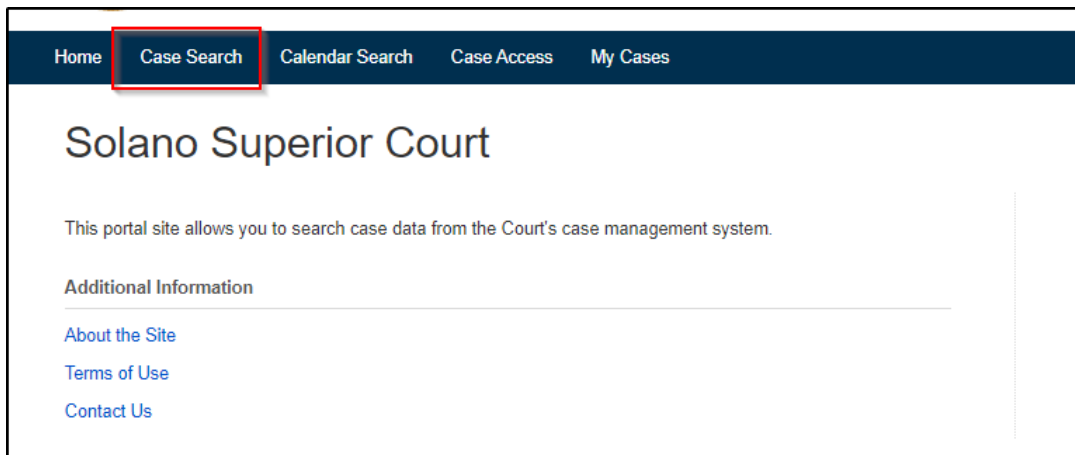 Home Case Search Calendar Search Case Access My Cases
Solano Superior Court
This portal site allows you to search case data from the Court's case management system.
Additional Information
About the Site
Terms of Use
Contact Us